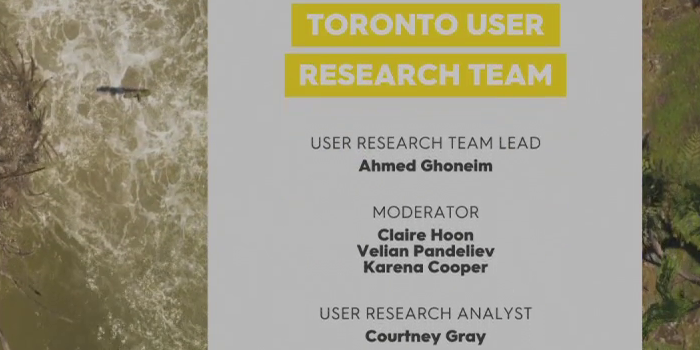 TORONTO USER
RESEARCH TEAM
USER RESEARCH TEAM LEAD
Ahmed Ghoneim
MODERATOR
Claire Hoon
Velian Pandeliev
Karena Cooper
USER RESEARCH ANALYST
Courtney Gray